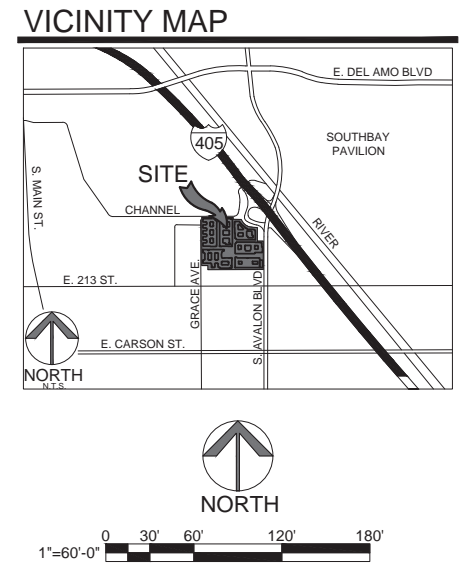 VICINITY MAP
E. DEL AMO BLVD
405
SOUTHBAY
PAVILION
SITE
S. MAIN ST.
CHANNEL
RIVER
E. 213 ST.
GRACE AVE.
S. AVALON BLVD
E. CARSON ST.
NORTH
N.T.S.
NORTH
0 30' 60' 120' 180'
1"=60'-0"